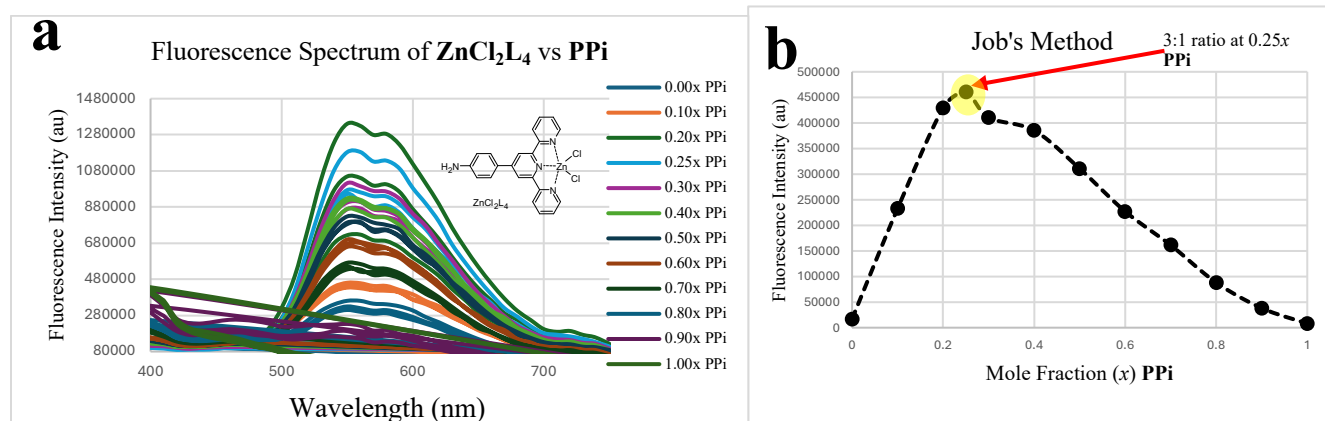 a
Fluorescence Spectrum of ZnCl₂L₄ vs PPi
Fluorescence Intensity (au)
1480000
1280000
1080000
880000
680000
480000
280000
80000
400
500
600
700
Wavelength (nm)
H₂N
N
N
N
Zn
Cl
Cl
ZnCl₂L₄
0.00x PPi
0.10x PPi
0.20x PPi
0.25x PPi
0.30x PPi
0.40x PPi
0.50x PPi
0.60x PPi
0.70x PPi
0.80x PPi
0.90x PPi
1.00x PPi
b
Job's Method
3:1 ratio at 0.25x
PPi
Fluorescence Intensity (au)
500000
450000
400000
350000
300000
250000
200000
150000
100000
50000
0
0
0.2
0.4
0.6
0.8
1
Mole Fraction (x) PPi